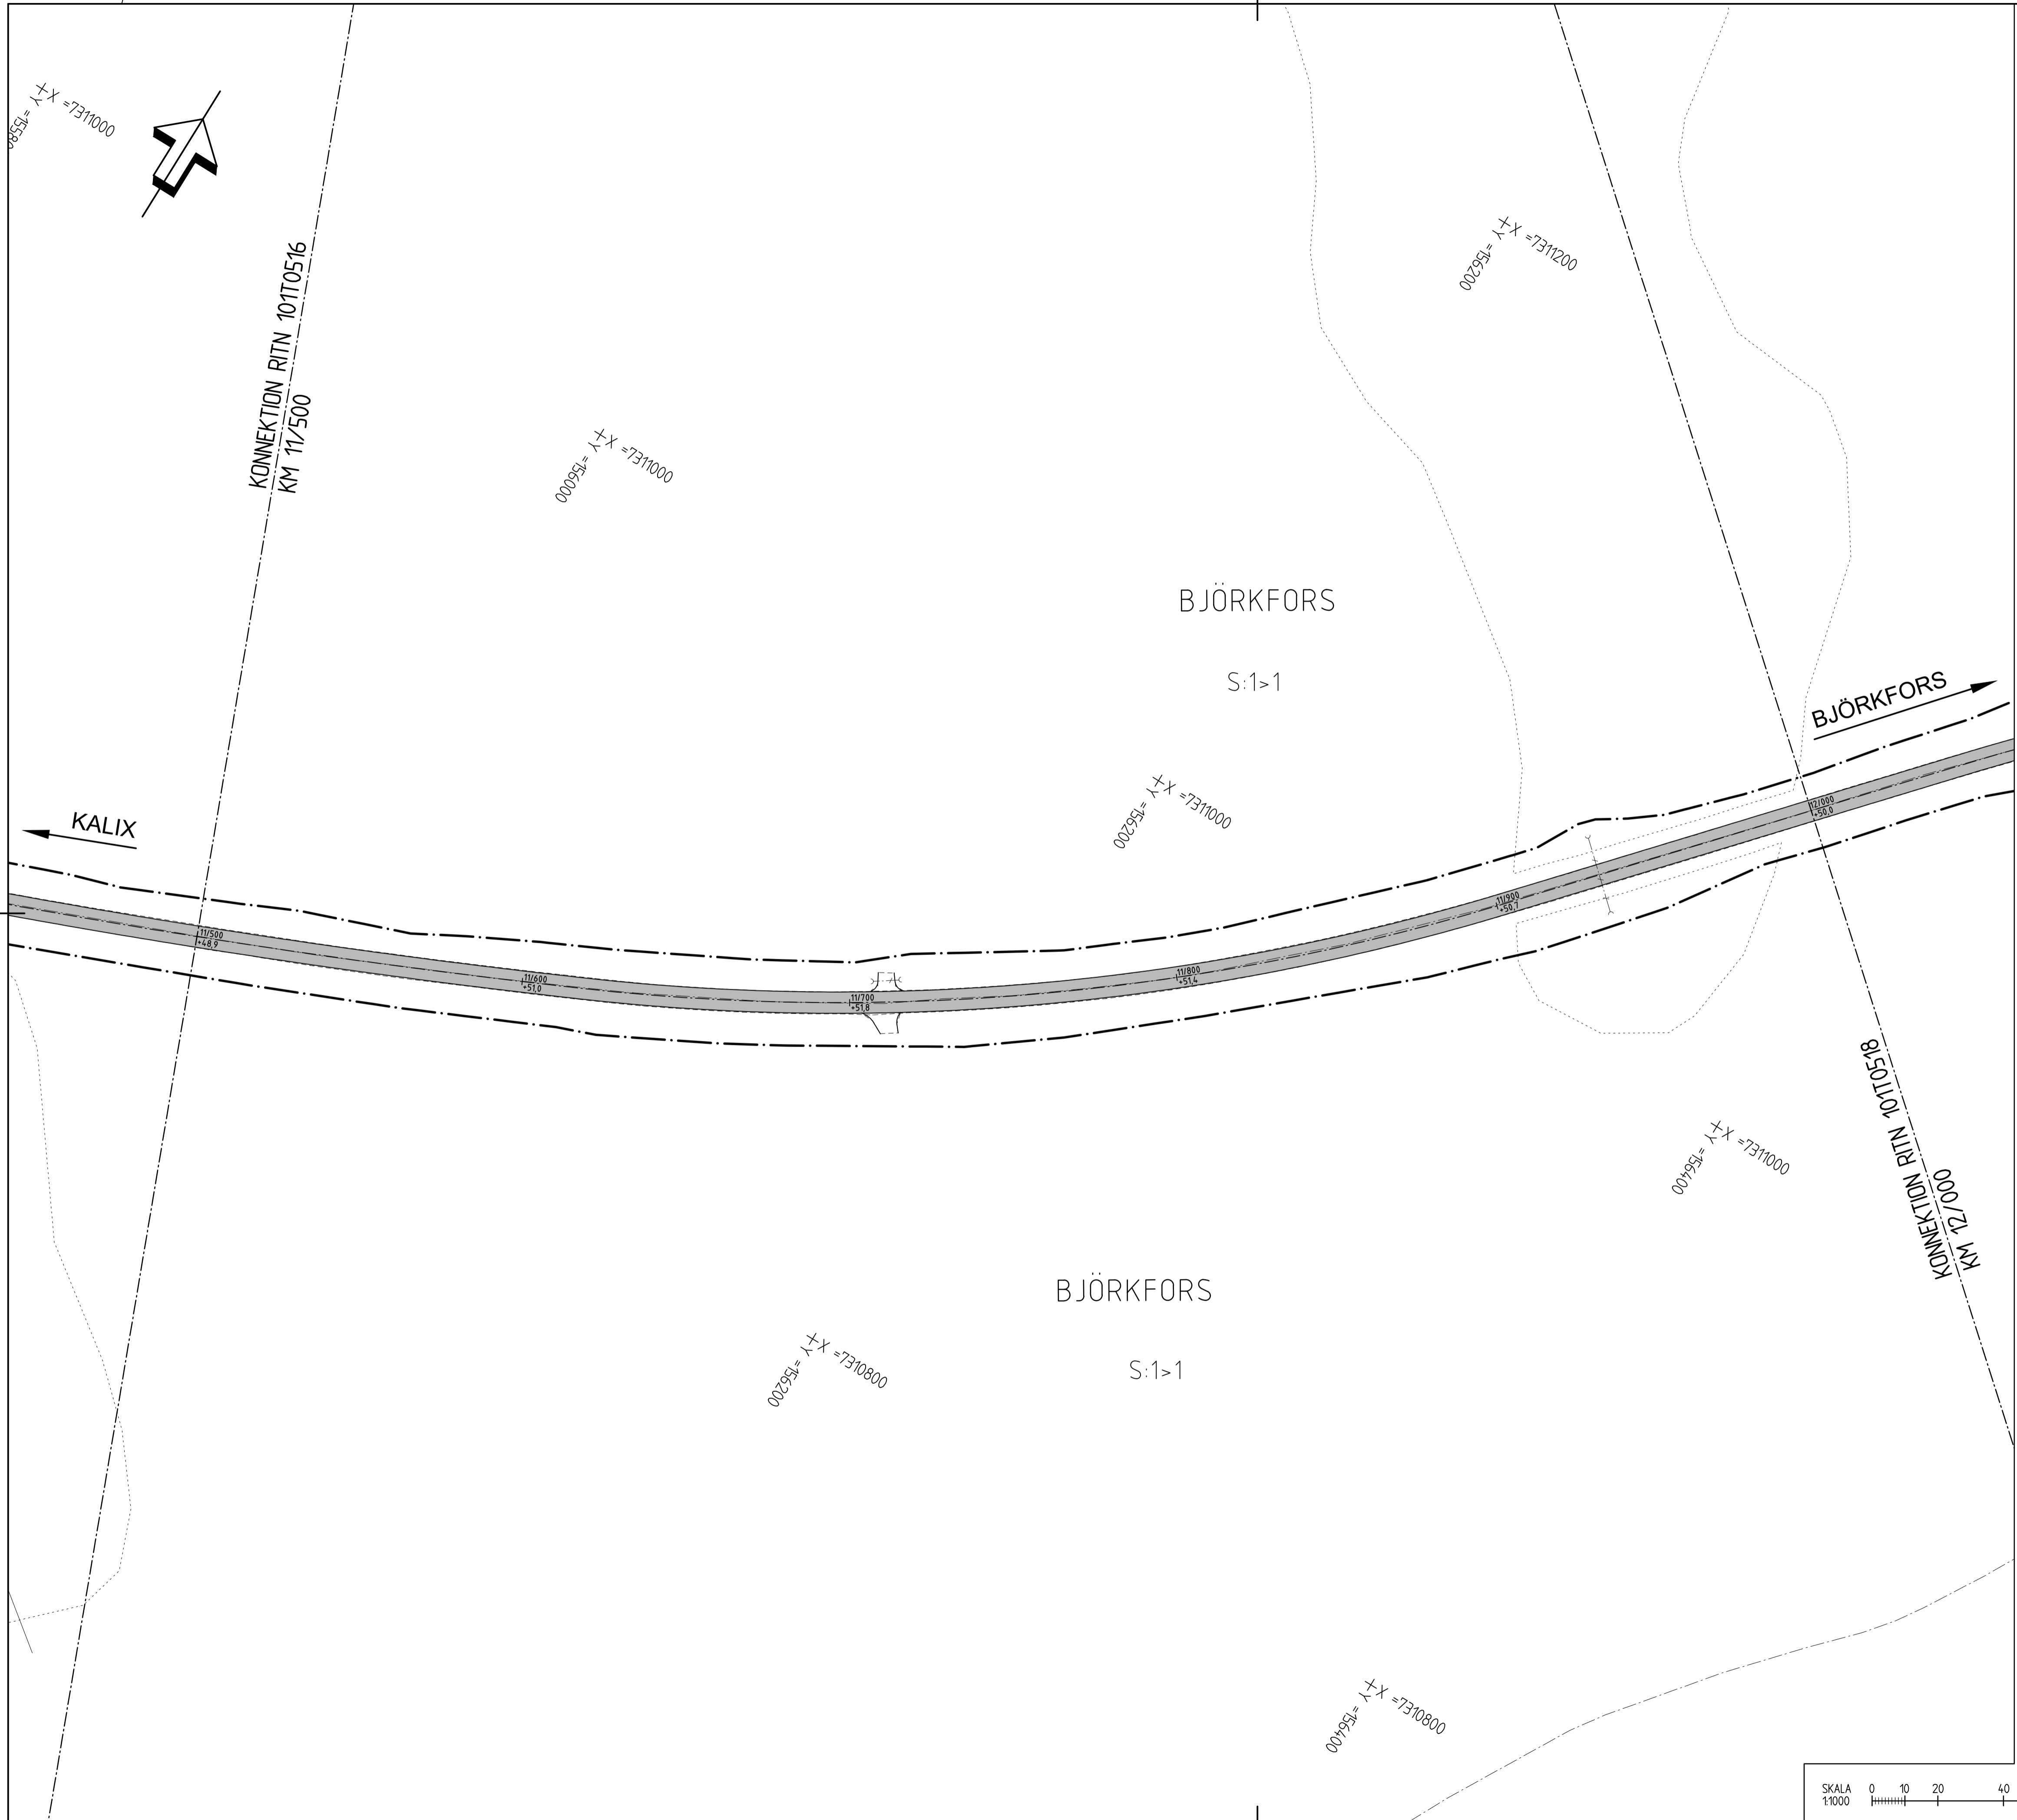 X =7311000
KONNEKTION RITN 101T0516
KM 11/500
X =7311200
Y =156200
X =7311000
Y =156000
BJÖRKFORS
S:1>1
BJÖRKFORS
X =7311000
Y =156200
KALIX
12/000
+50,0
11/900
+50,7
11/500
+48,9
11/600
+51,0
11/700
+51,8
11/800
+51,4
KONNEKTION RITN 101T0518
KM 12/000
X =7311000
Y =156400
BJÖRKFORS
S:1>1
X =7310800
Y =156200
X =7310800
Y =156400
SKALA 0 10 20 40
1:1000